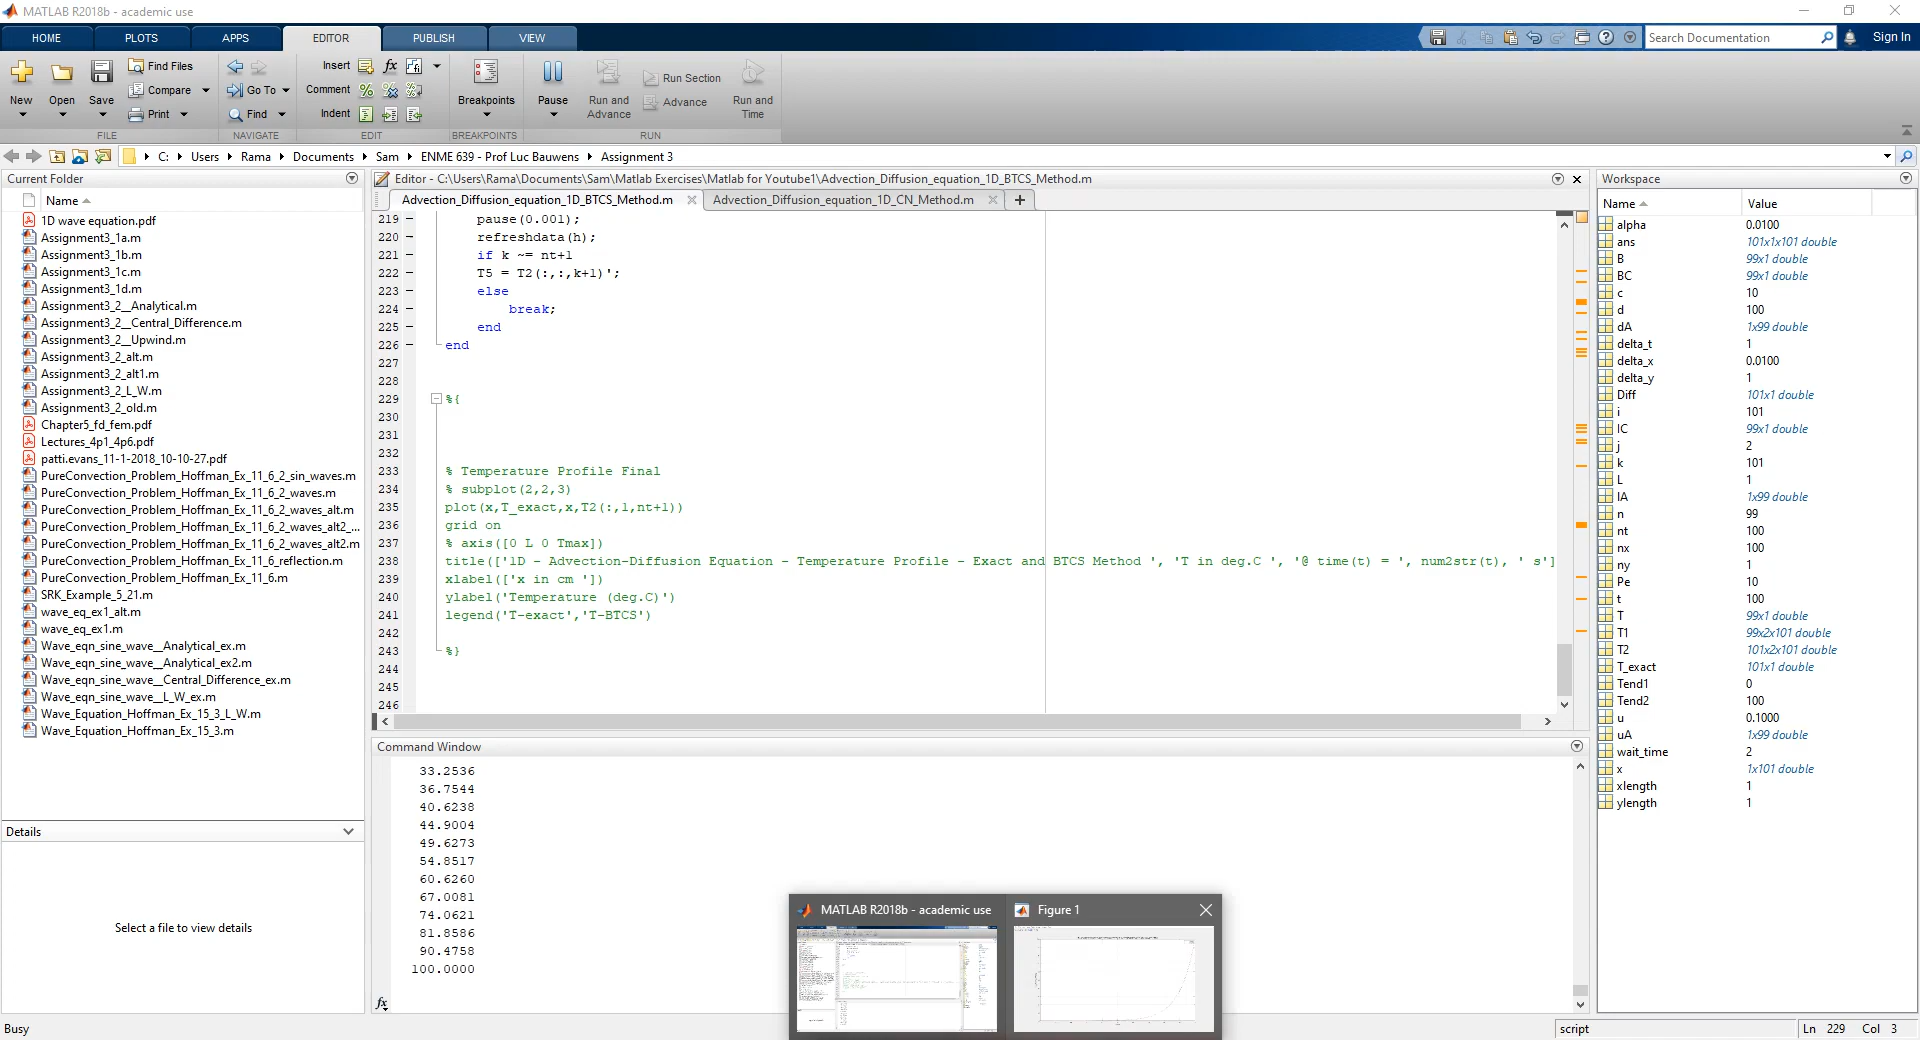 MATLAB R2018b - academic use
HOME PLOTS APPS EDITOR PUBLISH VIEW
Search Documentation
Sign In
New Open Save
Find Files
Compare
Print
Go To
Find
Insert fx
Comment
Indent
Breakpoints
Pause
Run and Advance
Run Section
Advance
Run and Time
FILE NAVIGATE EDIT BREAKPOINTS RUN
C: Users Rama Documents Sam ENME 639 - Prof Luc Bauwens Assignment 3
Current Folder
Name
1D wave equation.pdf
Assignment3_1a.m
Assignment3_1b.m
Assignment3_1c.m
Assignment3_1d.m
Assignment3_2__Analytical.m
Assignment3_2__Central_Difference.m
Assignment3_2__Upwind.m
Assignment3_2_alt.m
Assignment3_2_alt1.m
Assignment3_2_L_W.m
Assignment3_2_old.m
Chapter5_fd_fem.pdf
Lectures_4p1_4p6.pdf
patti.evans_11-1-2018_10-10-27.pdf
PureConvection_Problem_Hoffman_Ex_11_6_2_sin_waves.m
PureConvection_Problem_Hoffman_Ex_11_6_2_waves.m
PureConvection_Problem_Hoffman_Ex_11_6_2_waves_alt.m
PureConvection_Problem_Hoffman_Ex_11_6_2_waves_alt2_...
PureConvection_Problem_Hoffman_Ex_11_6_2_waves_alt2.m
PureConvection_Problem_Hoffman_Ex_11_6_reflection.m
PureConvection_Problem_Hoffman_Ex_11_6.m
SRK_Example_5_21.m
wave_eq_ex1_alt.m
wave_eq_ex1.m
Wave_eqn_sine_wave__Analytical_ex.m
Wave_eqn_sine_wave__Analytical_ex2.m
Wave_eqn_sine_wave__Central_Difference_ex.m
Wave_eqn_sine_wave__L_W_ex.m
Wave_Equation_Hoffman_Ex_15_3_L_W.m
Wave_Equation_Hoffman_Ex_15_3.m
Details
Select a file to view details
Busy
Editor - C:\Users\Rama\Documents\Sam\Matlab Exercises\Matlab for Youtube1\Advection_Diffusion_equation_1D_BTCS_Method.m
Advection_Diffusion_equation_1D_BTCS_Method.m Advection_Diffusion_equation_1D_CN_Method.m
219 pause(0.001);
220 refreshdata(h);
221 if k ~= nt+1
222 T5 = T2(:,:,k+1)';
223 else
224 break;
225 end
226 end
227
228
229 %{
230
231
232
233 % Temperature Profile Final
234 % subplot(2,2,3)
235 plot(x,T_exact,x,T2(:,1,nt+1))
236 grid on
237 % axis([0 L 0 Tmax])
238 title(['1D - Advection-Diffusion Equation - Temperature Profile - Exact and BTCS Method ', 'T in deg.C ', '@ time(t) = ', num2str(t), ' s']
239 xlabel(['x in cm '])
240 ylabel('Temperature (deg.C)')
241 legend('T-exact','T-BTCS')
242
243 %}
244
245
246
Command Window
33.2536
36.7544
40.6238
44.9004
49.6273
54.8517
60.6260
67.0081
74.0621
81.8586
90.4758
100.0000
fx
MATLAB R2018b - academic use
Figure 1
Workspace
Name Value
alpha 0.0100
ans 101x1x101 double
B 99x1 double
BC 99x1 double
c 10
d 100
dA 1x99 double
delta_t 1
delta_x 0.0100
delta_y 1
Diff 101x1 double
i 101
IC 99x1 double
j 2
k 101
L 1
lA 1x99 double
n 99
nt 100
nx 100
ny 1
Pe 10
t 100
T 99x1 double
T1 99x2x101 double
T2 101x2x101 double
T_exact 101x1 double
Tend1 0
Tend2 100
u 0.1000
uA 1x99 double
wait_time 2
x 1x101 double
xlength 1
ylength 1
script
Ln 229 Col 3